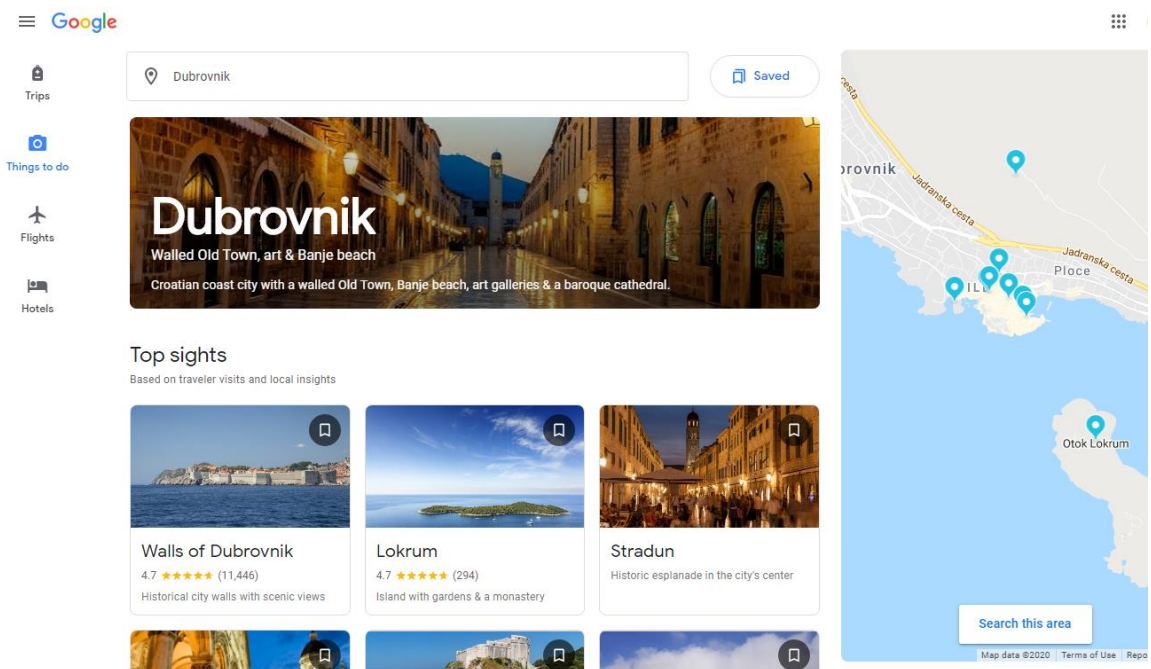 Google
Trips
Things to do
Flights
Hotels
Dubrovnik
Saved
Dubrovnik
Walled Old Town, art & Banje beach
Croatian coast city with a walled Old Town, Banje beach, art galleries & a baroque cathedral.
Top sights
Based on traveler visits and local insights
Walls of Dubrovnik
4.7 (11,446)
Historical city walls with scenic views
Lokrum
4.7 (294)
Island with gardens & a monastery
Stradun
Historic esplanade in the city's center
cesta
brovnik
Jadranska cesta
Jadranska cesta
Ploce
Otok Lokrum
Search this area
Map data ©2020 Terms of Use Repo